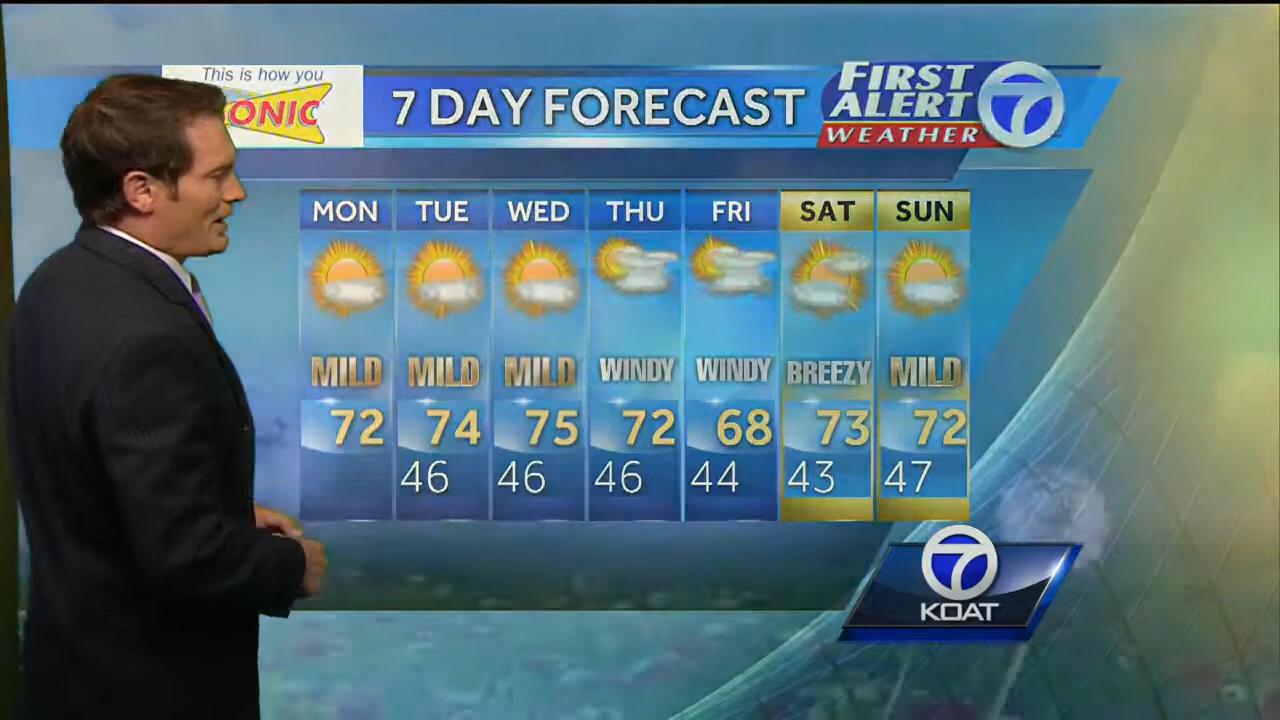 This is how you
SONIC
7 DAY FORECAST
FIRST
ALERT
WEATHER
7
MON TUE WED THU FRI SAT SUN
MILD MILD MILD WINDY WINDY BREEZY MILD
72 74 75 72 68 73 72
46 46 46 44 43 47
7
KOAT